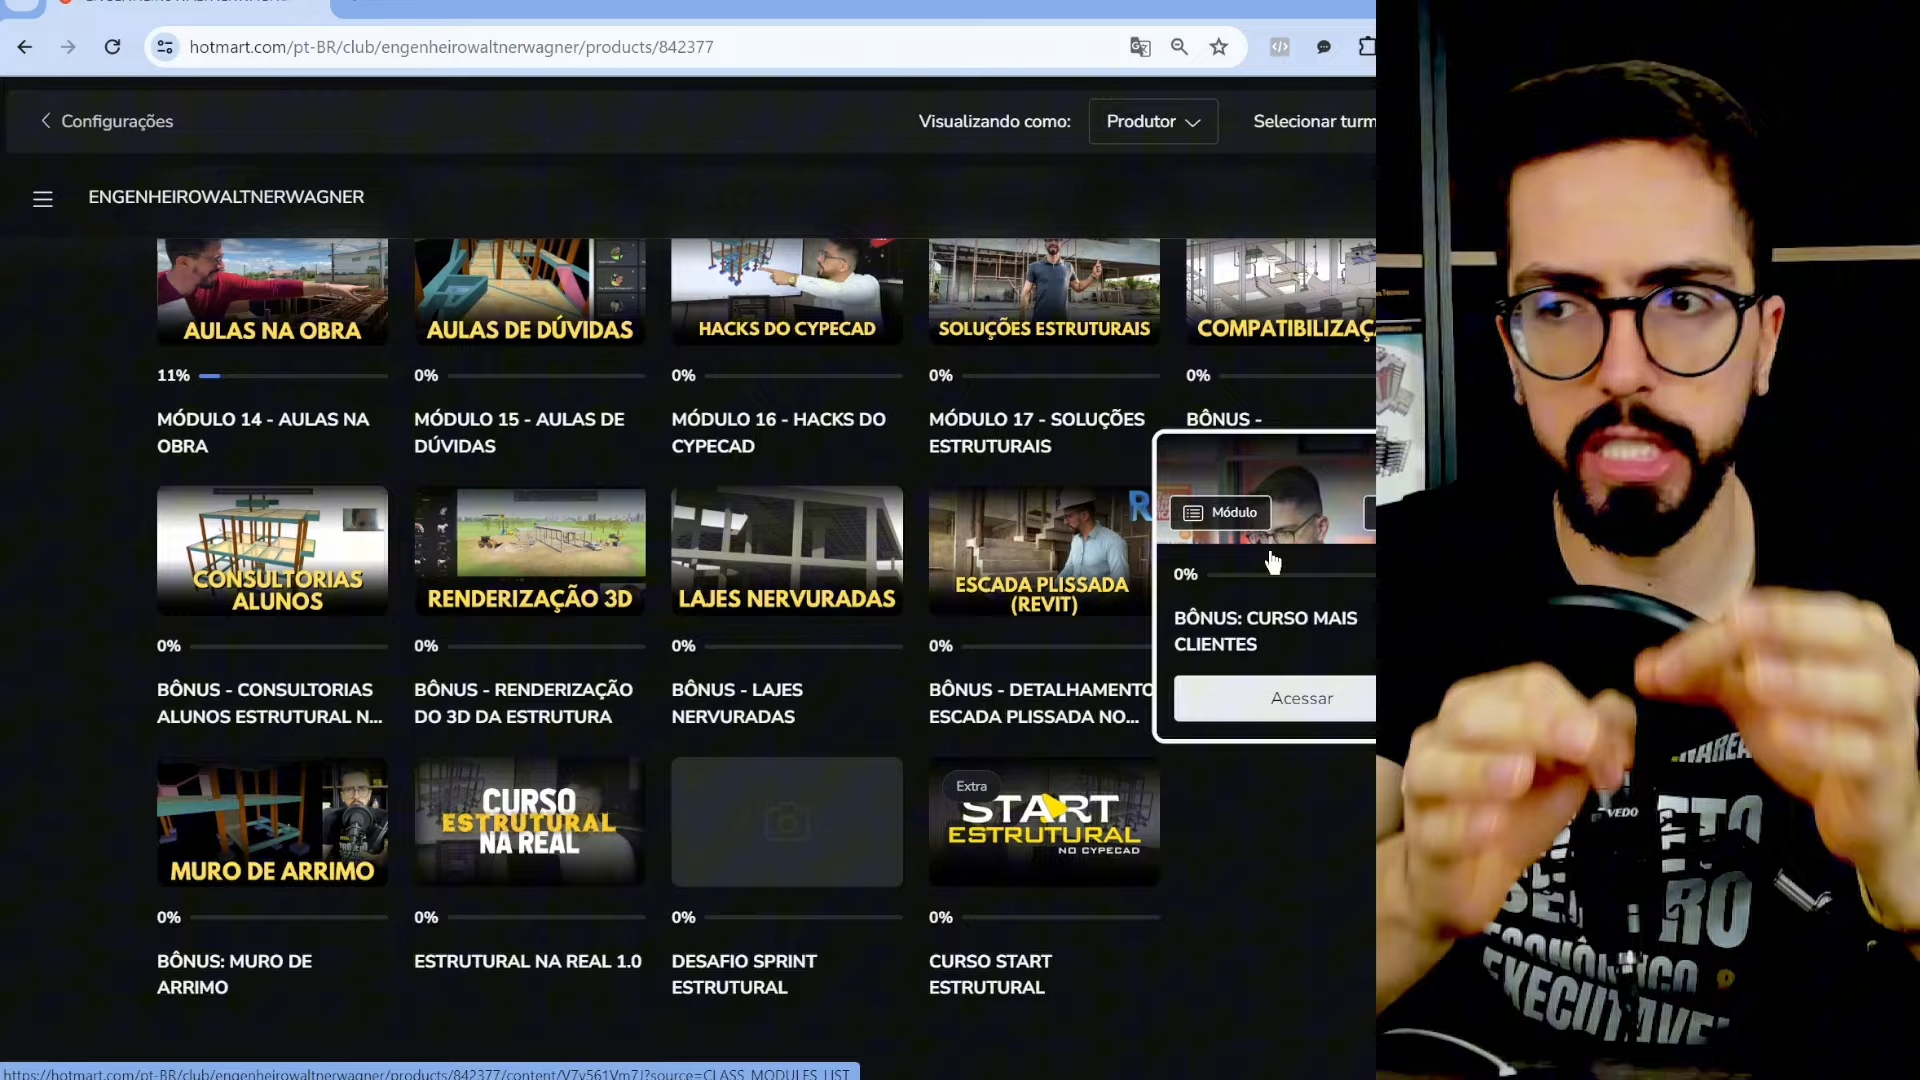 hotmart.com/pt-BR/club/engenheirowaltnerwagner/products/842377
Configurações
Visualizando como:
Produtor
Selecionar turm
ENGENHEIROWALTNERWAGNER
AULAS NA OBRA
AULAS DE DÚVIDAS
HACKS DO CYPECAD
SOLUÇÕES ESTRUTURAIS
COMPATIBILIZAÇ
11%
0%
0%
0%
0%
MÓDULO 14 - AULAS NA
OBRA
MÓDULO 15 - AULAS DE
DÚVIDAS
MÓDULO 16 - HACKS DO
CYPECAD
MÓDULO 17 - SOLUÇÕES
ESTRUTURAIS
BÔNUS -
CONSULTORIAS
ALUNOS
RENDERIZAÇÃO 3D
LAJES NERVURADAS
ESCADA PLISSADA
(REVIT)
Módulo
0%
0%
0%
0%
0%
BÔNUS - CONSULTORIAS
ALUNOS ESTRUTURAL N...
BÔNUS - RENDERIZAÇÃO
DO 3D DA ESTRUTURA
BÔNUS - LAJES
NERVURADAS
BÔNUS - DETALHAMENTO
ESCADA PLISSADA NO...
BÔNUS: CURSO MAIS
CLIENTES
Acessar
MURO DE ARRIMO
CURSO
ESTRUTURAL
NA REAL
Extra
START
ESTRUTURAL
NO CYPECAD
0%
0%
0%
0%
BÔNUS: MURO DE
ARRIMO
ESTRUTURAL NA REAL 1.0
DESAFIO SPRINT
ESTRUTURAL
CURSO START
ESTRUTURAL
https://hotmart.com/pt-BR/club/engenheirowaltnerwagner/products/842377/content/V7y561Vm7J?source=CLASS_MODULES_LIST